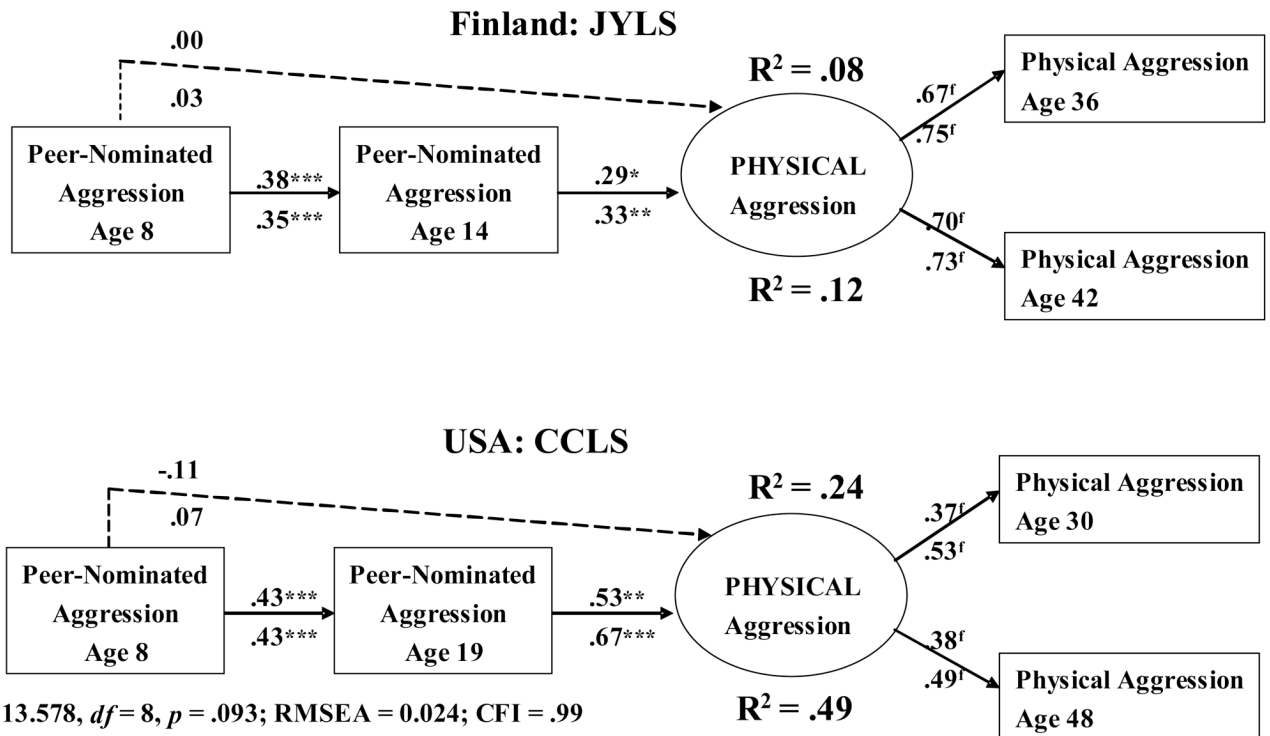 Finland: JYLS
.00
.03
R² = .08
Physical Aggression
Age 36
.67ᶠ
.75ᶠ
Peer-Nominated
Aggression
Age 8
.38***
.35***
Peer-Nominated
Aggression
Age 14
.29*
.33**
PHYSICAL
Aggression
.70ᶠ
.73ᶠ
Physical Aggression
Age 42
R² = .12
USA: CCLS
-.11
.07
R² = .24
Physical Aggression
Age 30
.37ᶠ
.53ᶠ
Peer-Nominated
Aggression
Age 8
.43***
.43***
Peer-Nominated
Aggression
Age 19
.53**
.67***
PHYSICAL
Aggression
.38ᶠ
.49ᶠ
Physical Aggression
Age 48
R² = .49
13.578, df = 8, p = .093; RMSEA = 0.024; CFI = .99